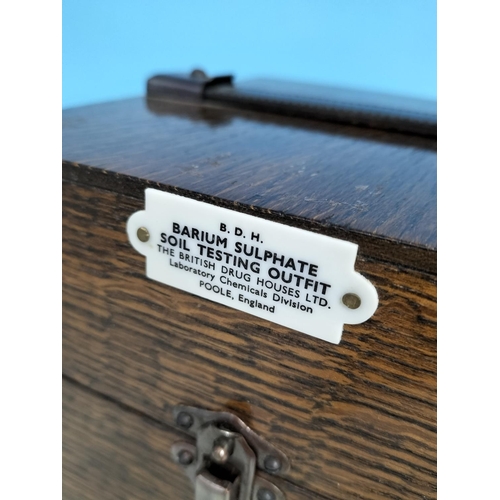 B. D. H.
BARIUM SULPHATE
SOIL TESTING OUTFIT
THE BRITISH DRUG HOUSES LTD.
Laboratory Chemicals Division
POOLE, England